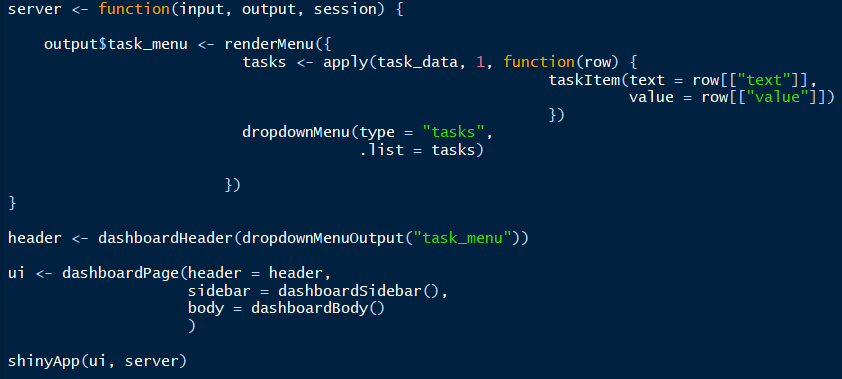 server <- function(input, output, session) {
output$task_menu <- renderMenu({
tasks <- apply(task_data, 1, function(row) {
taskItem(text = row[["text"]],
value = row[["value"]])
})
dropdownMenu(type = "tasks",
.list = tasks)
})
}
header <- dashboardHeader(dropdownMenuOutput("task_menu"))
ui <- dashboardPage(header = header,
sidebar = dashboardSidebar(),
body = dashboardBody()
)
shinyApp(ui, server)